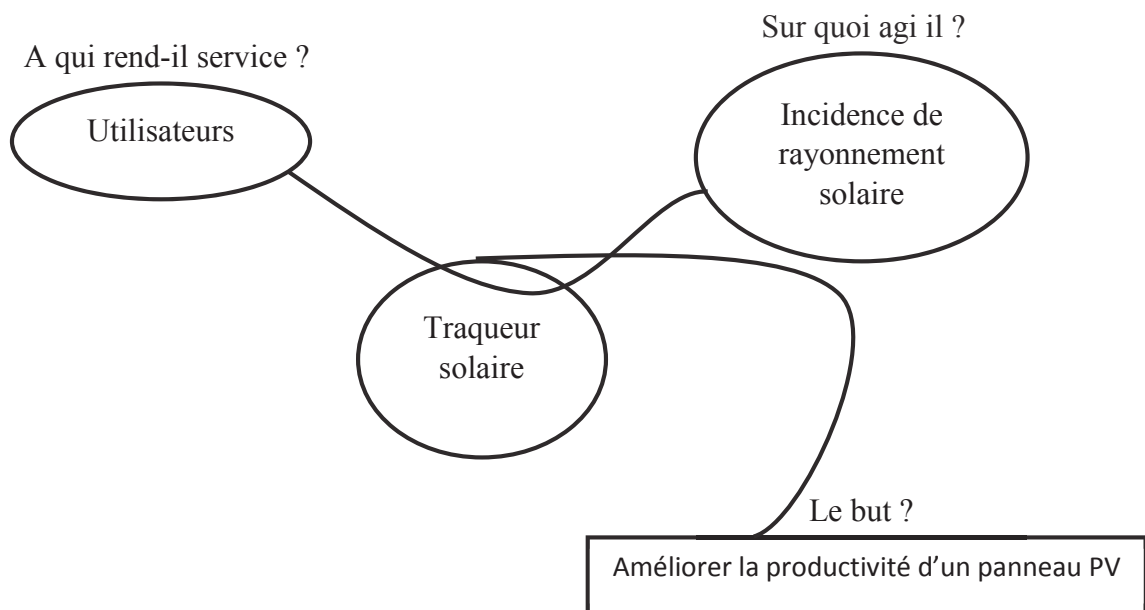 Sur quoi agi il ?
A qui rend-il service ?
Utilisateurs
Incidence de
rayonnement
solaire
Traqueur
solaire
Le but ?
Améliorer la productivité d’un panneau PV